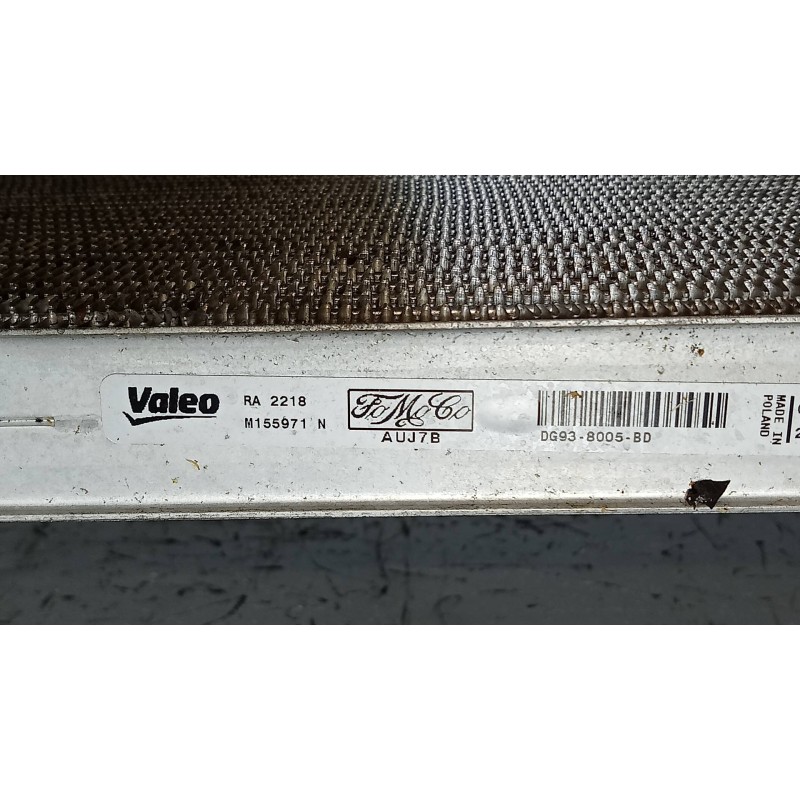 Valeo
RA 2218
M155971 N
FoMoCo
AUJ7B
DG93-8005-BD
MADE IN
POLAND